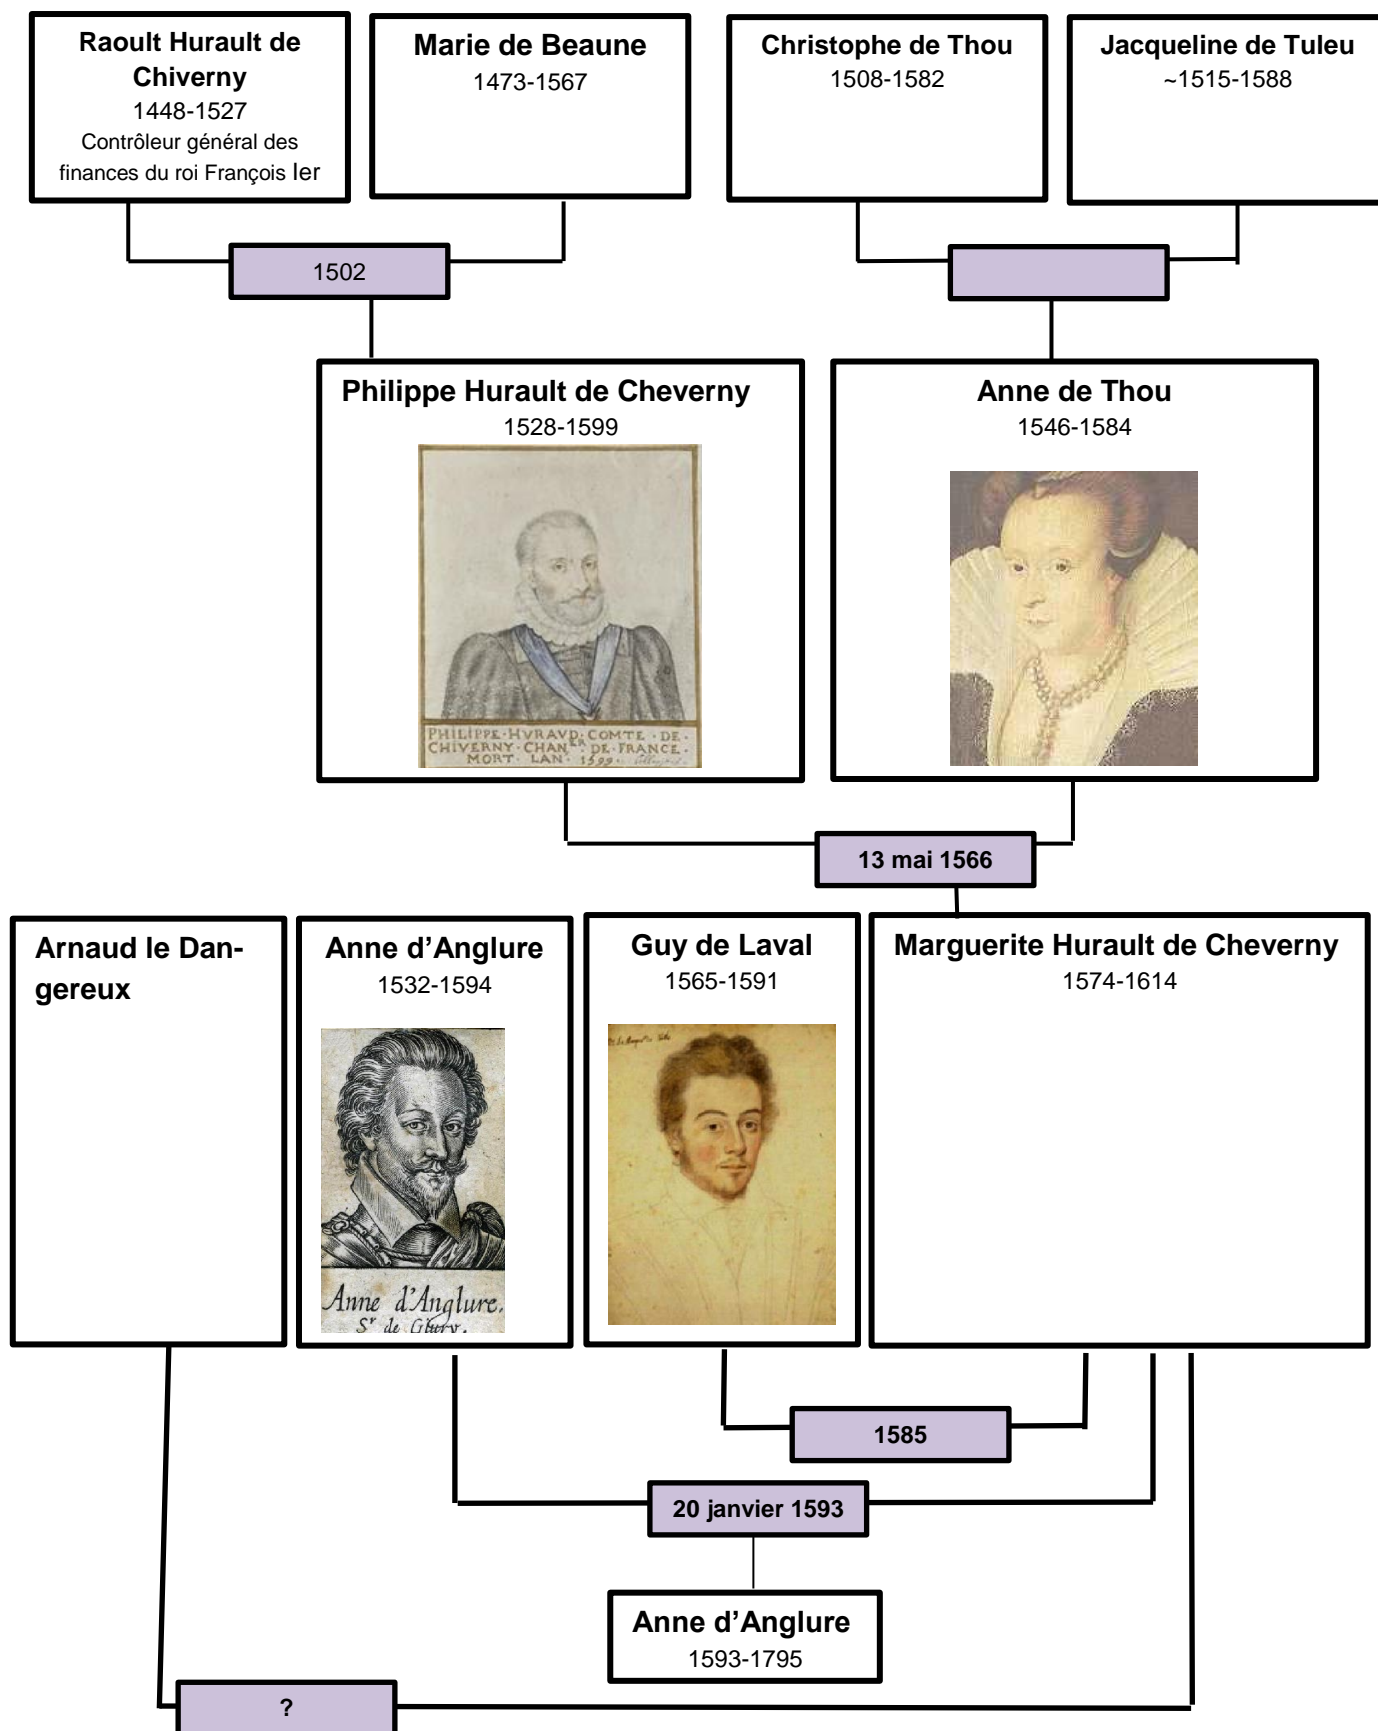 Raoult Hurault de
Chiverny
1448-1527
Contrôleur général des
finances du roi François Ier
Marie de Beaune
1473-1567
Christophe de Thou
1508-1582
Jacqueline de Tuleu
~1515-1588
1502
Philippe Hurault de Cheverny
1528-1599
PHILIPPE·HVRAVD·COMTE·DE·
CHIVERNY·CHAN^ER·DE·FRANCE·
MORT·LAN·1599·
Anne de Thou
1546-1584
13 mai 1566
Arnaud le Dan-
gereux
Anne d’Anglure
1532-1594
Anne d'Anglure.
Sr de Giury.
Guy de Laval
1565-1591
Marguerite Hurault de Cheverny
1574-1614
1585
20 janvier 1593
Anne d’Anglure
1593-1795
?